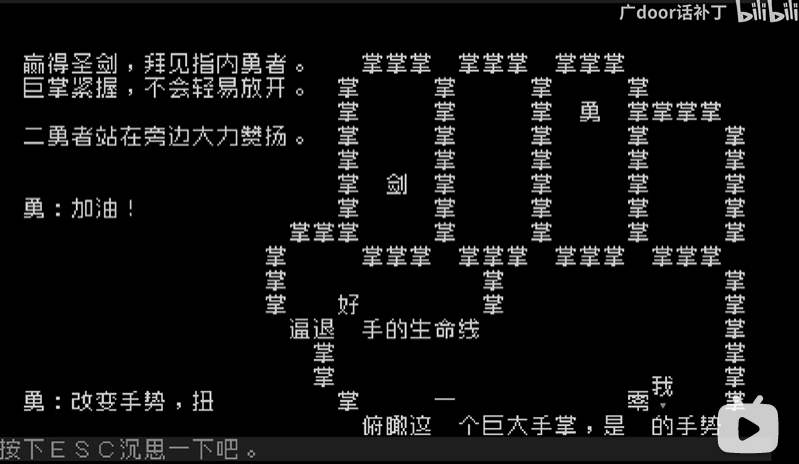 广door话补丁 bilibili
赢得圣剑，拜见指内勇者。 掌掌掌 掌掌掌 掌掌掌
巨掌紧握，不会轻易放开。 掌 掌 掌 掌
掌 掌 掌 勇 掌掌掌掌
二勇者站在旁边大力赞扬。 掌 掌 掌 掌 掌
掌 掌 掌 掌 掌
掌 剑 掌 掌 掌 掌
勇：加油！ 掌 掌 掌 掌 掌
掌掌掌 掌 掌 掌 掌
掌 掌掌掌 掌掌掌 掌掌掌 掌掌掌
掌 掌 掌
掌 好 掌 掌
逼退 手的生命线 掌
掌 掌
掌 我 掌
勇：改变手势，扭 掌 一 零 掌
俯瞰这 个巨大手掌，是 的手势
按下ＥＳＣ沉思一下吧。